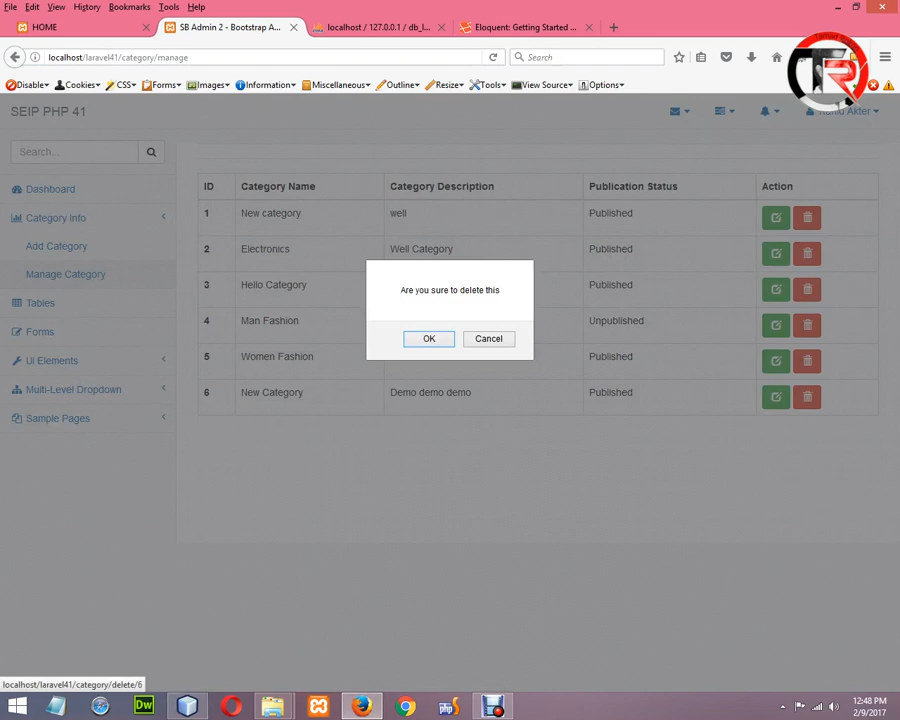 File Edit View History Bookmarks Tools Help
HOME
SB Admin 2 - Bootstrap A...
localhost / 127.0.0.1 / db_l...
Eloquent: Getting Started ...
localhost/laravel41/category/manage
Search
Disable Cookies CSS Forms Images Information Miscellaneous Outline Resize Tools View Source Options
SEIP PHP 41
Search...
Dashboard
Category Info
Add Category
Manage Category
Tables
Forms
UI Elements
Multi-Level Dropdown
Sample Pages
ID Category Name Category Description Publication Status Action
1 New category well Published
2 Electronics Well Category Published
3 Hello Category Published
4 Man Fashion Unpublished
5 Women Fashion Published
6 New Category Demo demo demo Published
Are you sure to delete this
OK Cancel
localhost/laravel41/category/delete/6
Dw
php
12:48 PM
2/9/2017